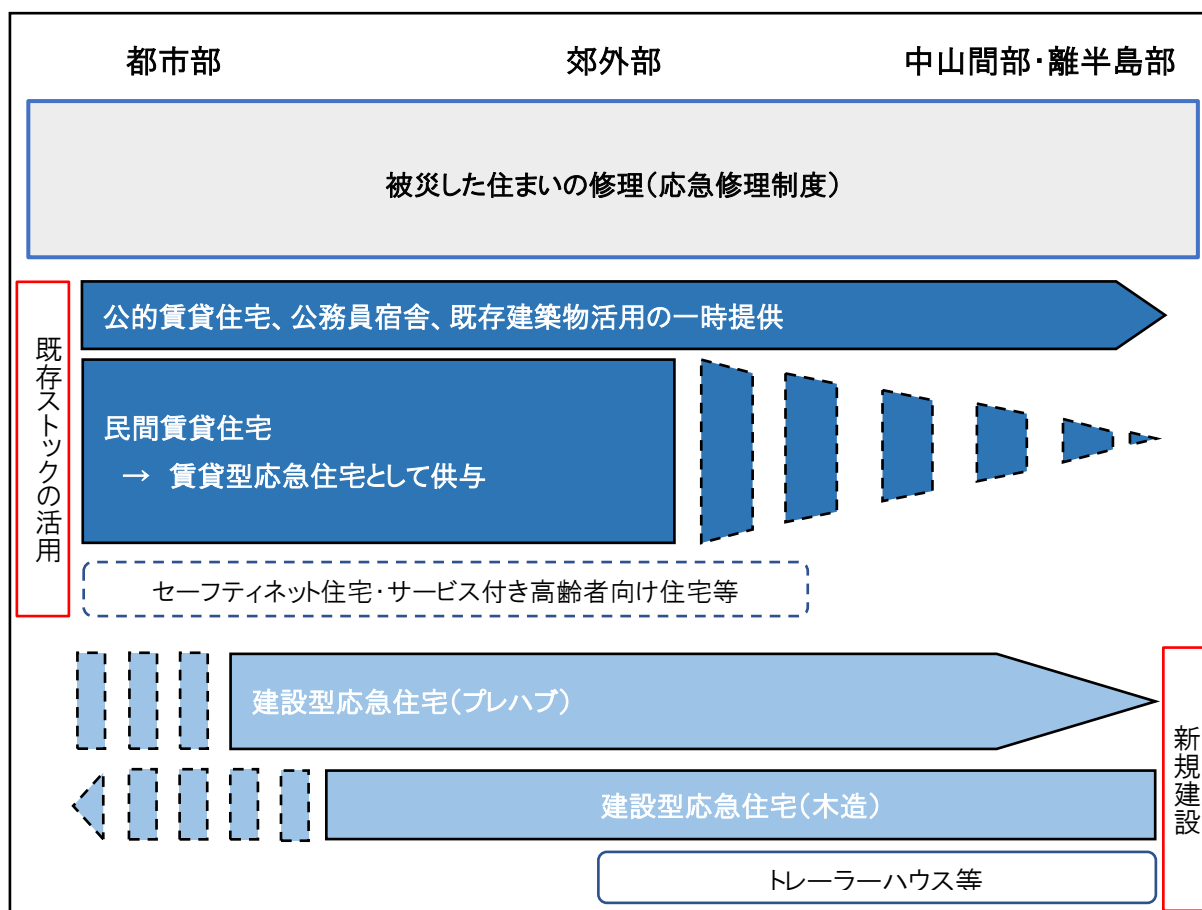 都市部
郊外部
中山間部・離半島部
被災した住まいの修理（応急修理制度）
既存ストックの活用
公的賃貸住宅、公務員宿舎、既存建築物活用の一時提供
民間賃貸住宅
→ 賃貸型応急住宅として供与
セーフティネット住宅・サービス付き高齢者向け住宅等
建設型応急住宅（プレハブ）
建設型応急住宅（木造）
トレーラーハウス等
新規建設